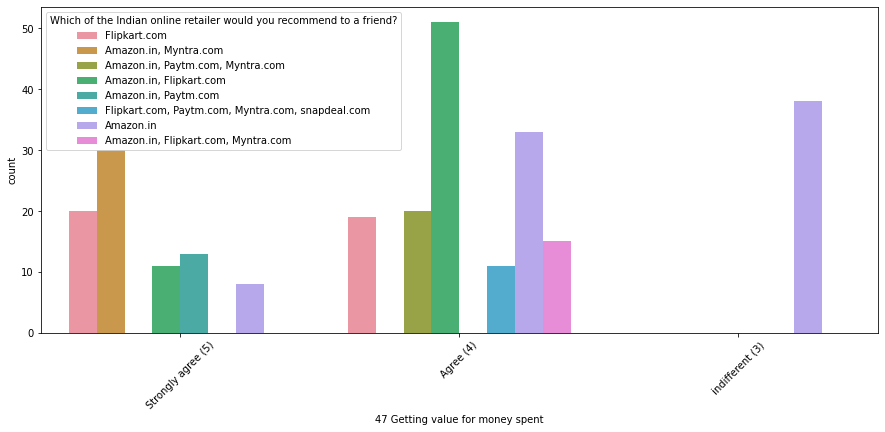 Which of the Indian online retailer would you recommend to a friend?
Flipkart.com
Amazon.in, Myntra.com
Amazon.in, Paytm.com, Myntra.com
Amazon.in, Flipkart.com
Amazon.in, Paytm.com
Flipkart.com, Paytm.com, Myntra.com, snapdeal.com
Amazon.in
Amazon.in, Flipkart.com, Myntra.com
50
40
30
20
10
0
count
Strongly agree (5)
Agree (4)
indifferent (3)
47 Getting value for money spent